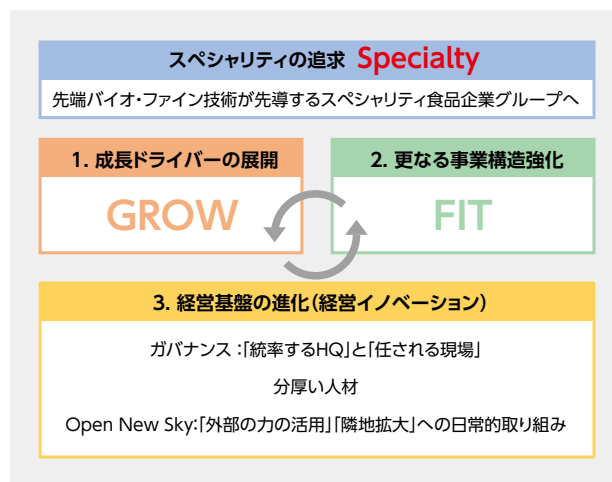 スペシャリティの追求 Specialty
先端バイオ・ファイン技術が先導するスペシャリティ食品企業グループへ
1. 成長ドライバーの展開
GROW
2. 更なる事業構造強化
FIT
3. 経営基盤の進化(経営イノベーション)
ガバナンス:「統率するHQ」と「任される現場」
分厚い人材
Open New Sky:「外部の力の活用」「隣地拡大」への日常的取り組み